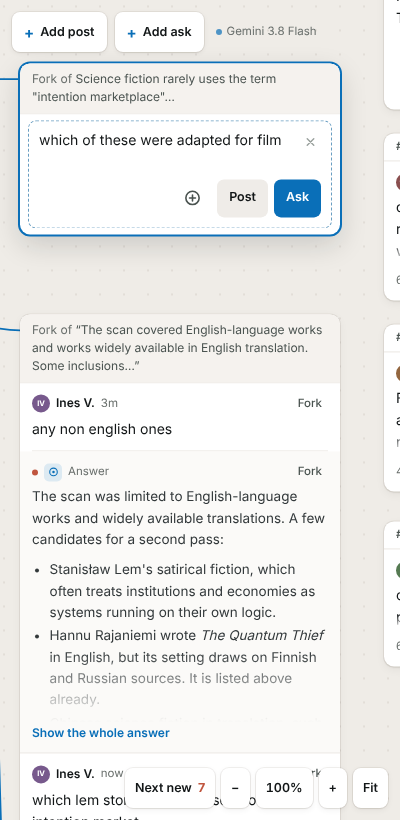 + Add post
+ Add ask
Gemini 3.8 Flash
Fork of Science fiction rarely uses the term
"intention marketplace"...
which of these were adapted for film ×
Post
Ask
Fork of “The scan covered English-language works
and works widely available in English translation.
Some inclusions...”
IV Ines V. 3m Fork
any non english ones
Answer Fork
The scan was limited to English-language
works and widely available translations. A few
candidates for a second pass:
• Stanisław Lem's satirical fiction, which
often treats institutions and economies as
systems running on their own logic.
• Hannu Rajaniemi wrote The Quantum Thief
in English, but its setting draws on Finnish
and Russian sources. It is listed above
already.
Show the whole answer
IV Ines V. now
Next new 7
−
100%
+
Fit
which lem